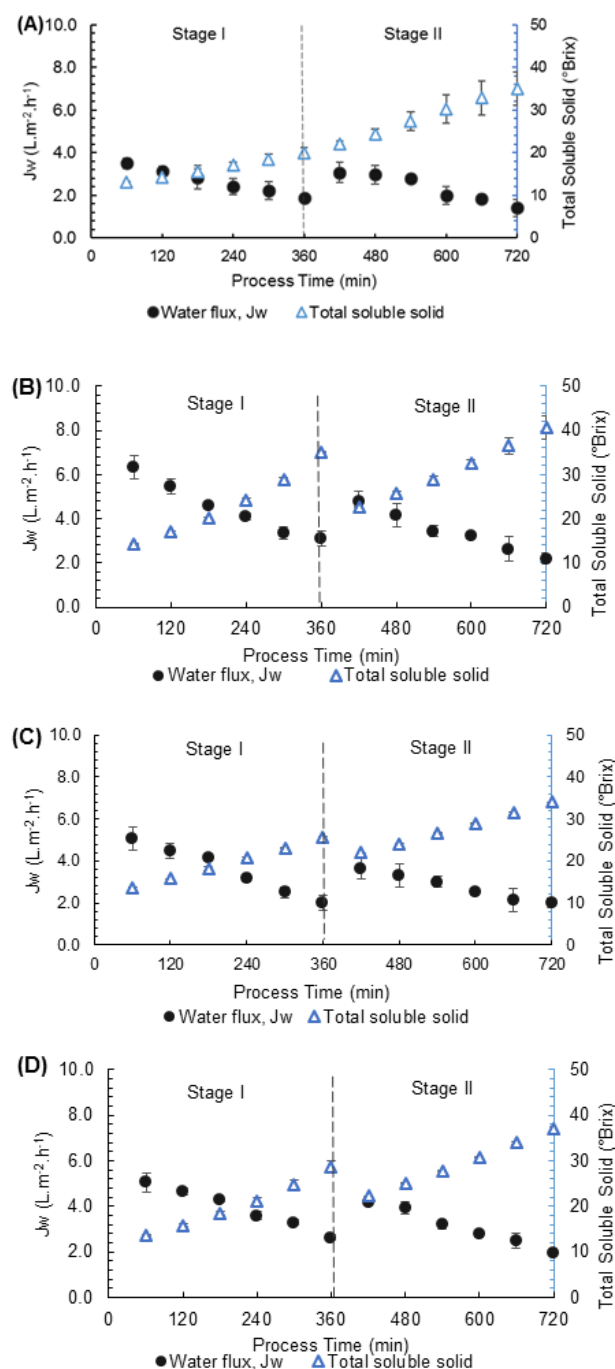 (A)
Stage I Stage II
10.0 8.0 6.0 4.0 2.0 0.0
Jw (L.m-2.h-1)
50 40 30 20 10 0
Total Soluble Solid (°Brix)
0 120 240 360 480 600 720
Process Time (min)
Water flux, Jw Total soluble solid
(B)
Stage I Stage II
10.0 8.0 6.0 4.0 2.0 0.0
Jw (L.m-2.h-1)
50 40 30 20 10 0
Total Soluble Solid (°Brix)
0 120 240 360 480 600 720
Process Time (min)
Water flux, Jw Total soluble solid
(C)
Stage I Stage II
10.0 8.0 6.0 4.0 2.0 0.0
Jw (L.m-2.h-1)
50 40 30 20 10 0
Total Soluble Solid (°Brix)
0 120 240 360 480 600 720
Process Time (min)
Water flux, Jw Total soluble solid
(D)
Stage I Stage II
10.0 8.0 6.0 4.0 2.0 0.0
Jw (L.m-2.h-1)
50 40 30 20 10 0
Total Soluble Solid (°Brix)
0 120 240 360 480 600 720
Process Time (min)
Water flux, Jw Total soluble solid